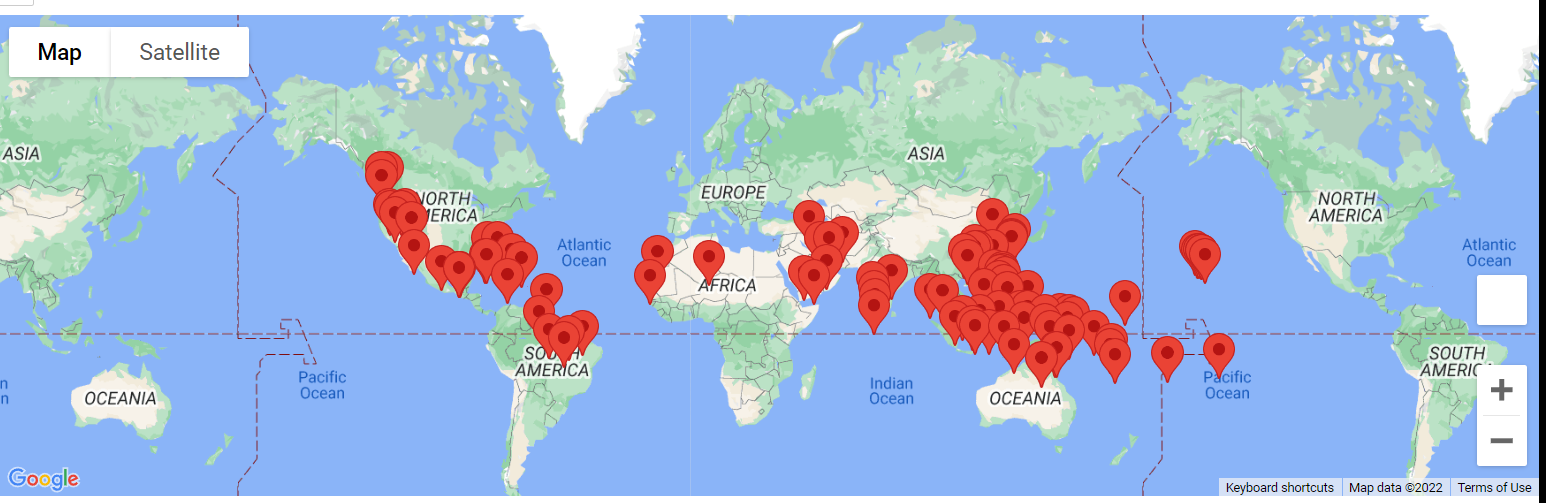 Map
Satellite
ASIA
NORTH
AMERICA
Atlantic
Ocean
EUROPE
AFRICA
ASIA
NORTH
AMERICA
Atlantic
Ocean
SOUTH
AMERICA
Pacific
Ocean
OCEANIA
Indian
Ocean
OCEANIA
Pacific
Ocean
SOUTH
AMERICA
+
−
Google
Keyboard shortcuts
Map data ©2022
Terms of Use